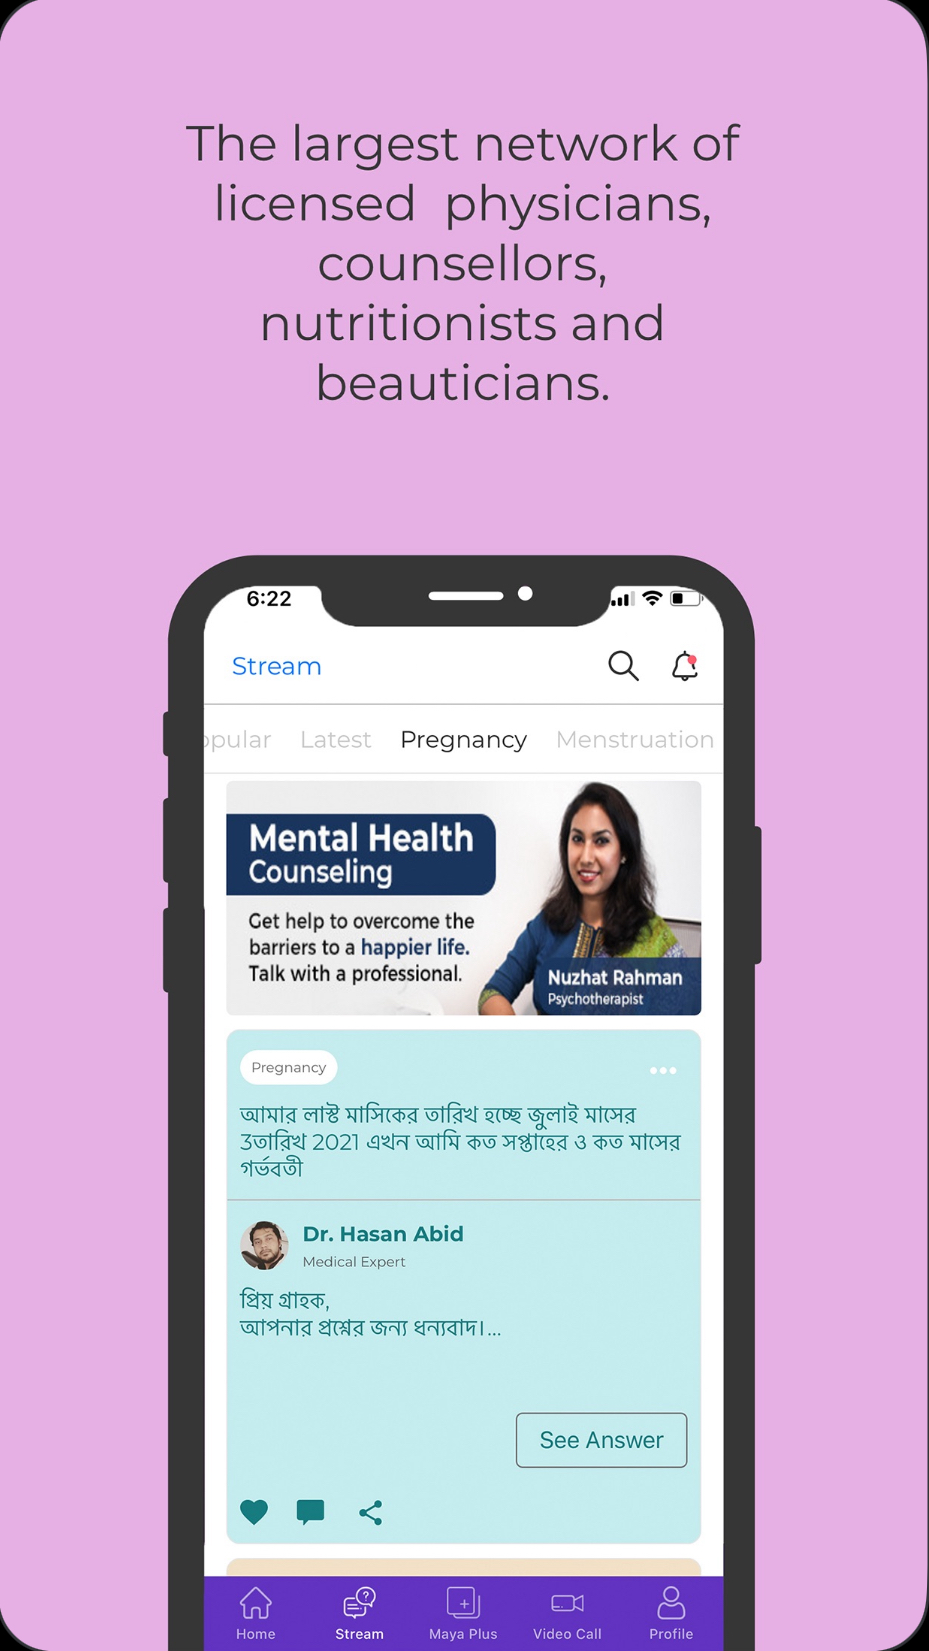 The largest network of
licensed physicians,
counsellors,
nutritionists and
beauticians.
6:22
Stream
opular Latest Pregnancy Menstruation
Mental Health
Counseling
Get help to overcome the
barriers to a happier life.
Talk with a professional.
Nuzhat Rahman
Psychotherapist
Pregnancy
আমার লাস্ট মাসিকের তারিখ হচ্ছে জুলাই মাসের
3তারিখ 2021 এখন আমি কত সপ্তাহের ও কত মাসের
গর্ভবতী
Dr. Hasan Abid
Medical Expert
প্রিয় গ্রাহক,
আপনার প্রশ্নের জন্য ধন্যবাদ।...
See Answer
Home Stream Maya Plus Video Call Profile